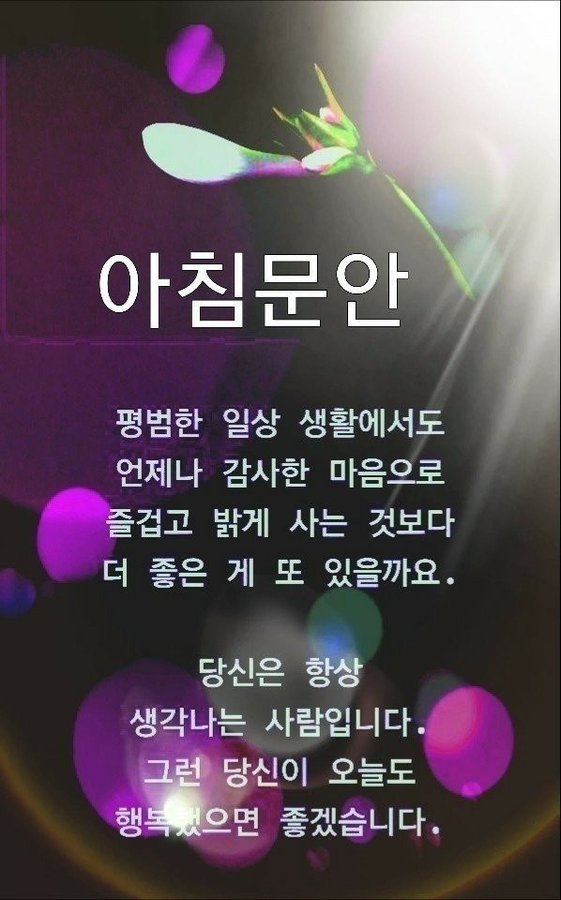 아침문안
평범한 일상 생활에서도
언제나 감사한 마음으로
즐겁고 밝게 사는 것보다
더 좋은 게 또 있을까요.
당신은 항상
생각나는 사람입니다.
그런 당신이 오늘도
행복했으면 좋겠습니다.